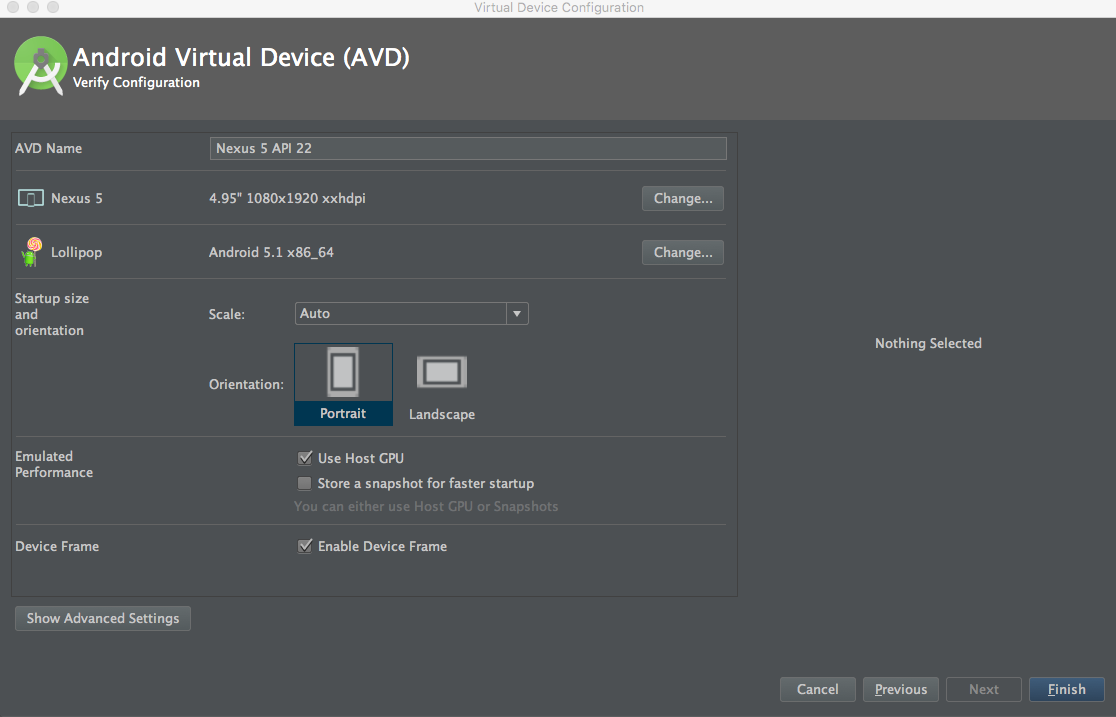 Virtual Device Configuration
Android Virtual Device (AVD)
Verify Configuration
AVD Name
Nexus 5 API 22
Nexus 5
4.95" 1080x1920 xxhdpi
Change...
Lollipop
Android 5.1 x86_64
Change...
Startup size
and
orientation
Scale:
Auto
Orientation:
Portrait
Landscape
Nothing Selected
Emulated
Performance
Use Host GPU
Store a snapshot for faster startup
You can either use Host GPU or Snapshots
Device Frame
Enable Device Frame
Show Advanced Settings
Cancel
Previous
Next
Finish